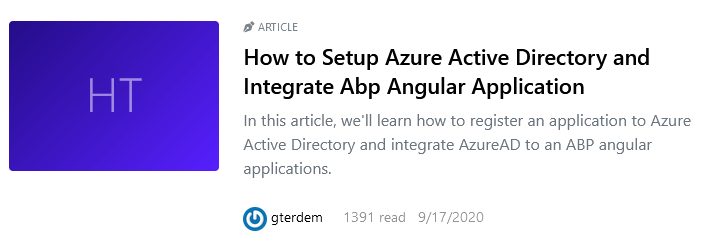 HT
ARTICLE
How to Setup Azure Active Directory and
Integrate Abp Angular Application
In this article, we'll learn how to register an application to Azure
Active Directory and integrate AzureAD to an ABP angular
applications.
gterdem 1391 read 9/17/2020